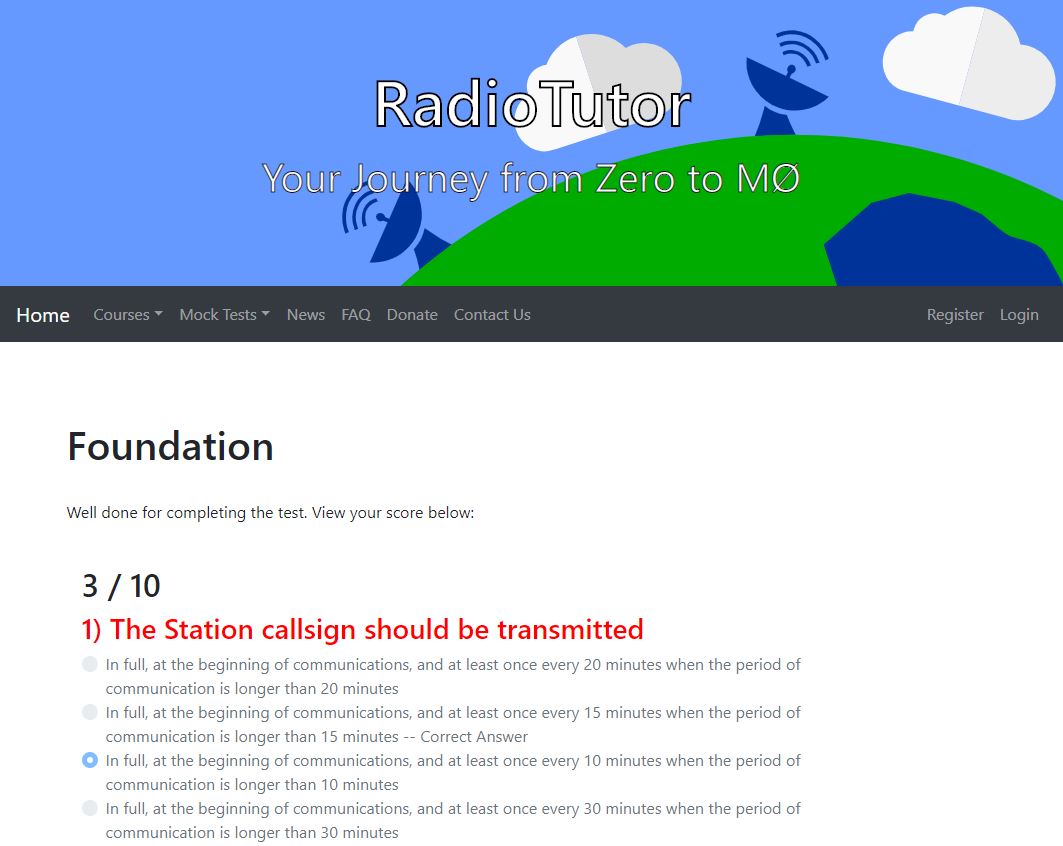 RadioTutor
Your Journey from Zero to MØ
Home Courses Mock Tests News FAQ Donate Contact Us Register Login
Foundation
Well done for completing the test. View your score below:
3 / 10
1) The Station callsign should be transmitted
In full, at the beginning of communications, and at least once every 20 minutes when the period of
communication is longer than 20 minutes
In full, at the beginning of communications, and at least once every 15 minutes when the period of
communication is longer than 15 minutes -- Correct Answer
In full, at the beginning of communications, and at least once every 10 minutes when the period of
communication is longer than 10 minutes
In full, at the beginning of communications, and at least once every 30 minutes when the period of
communication is longer than 30 minutes